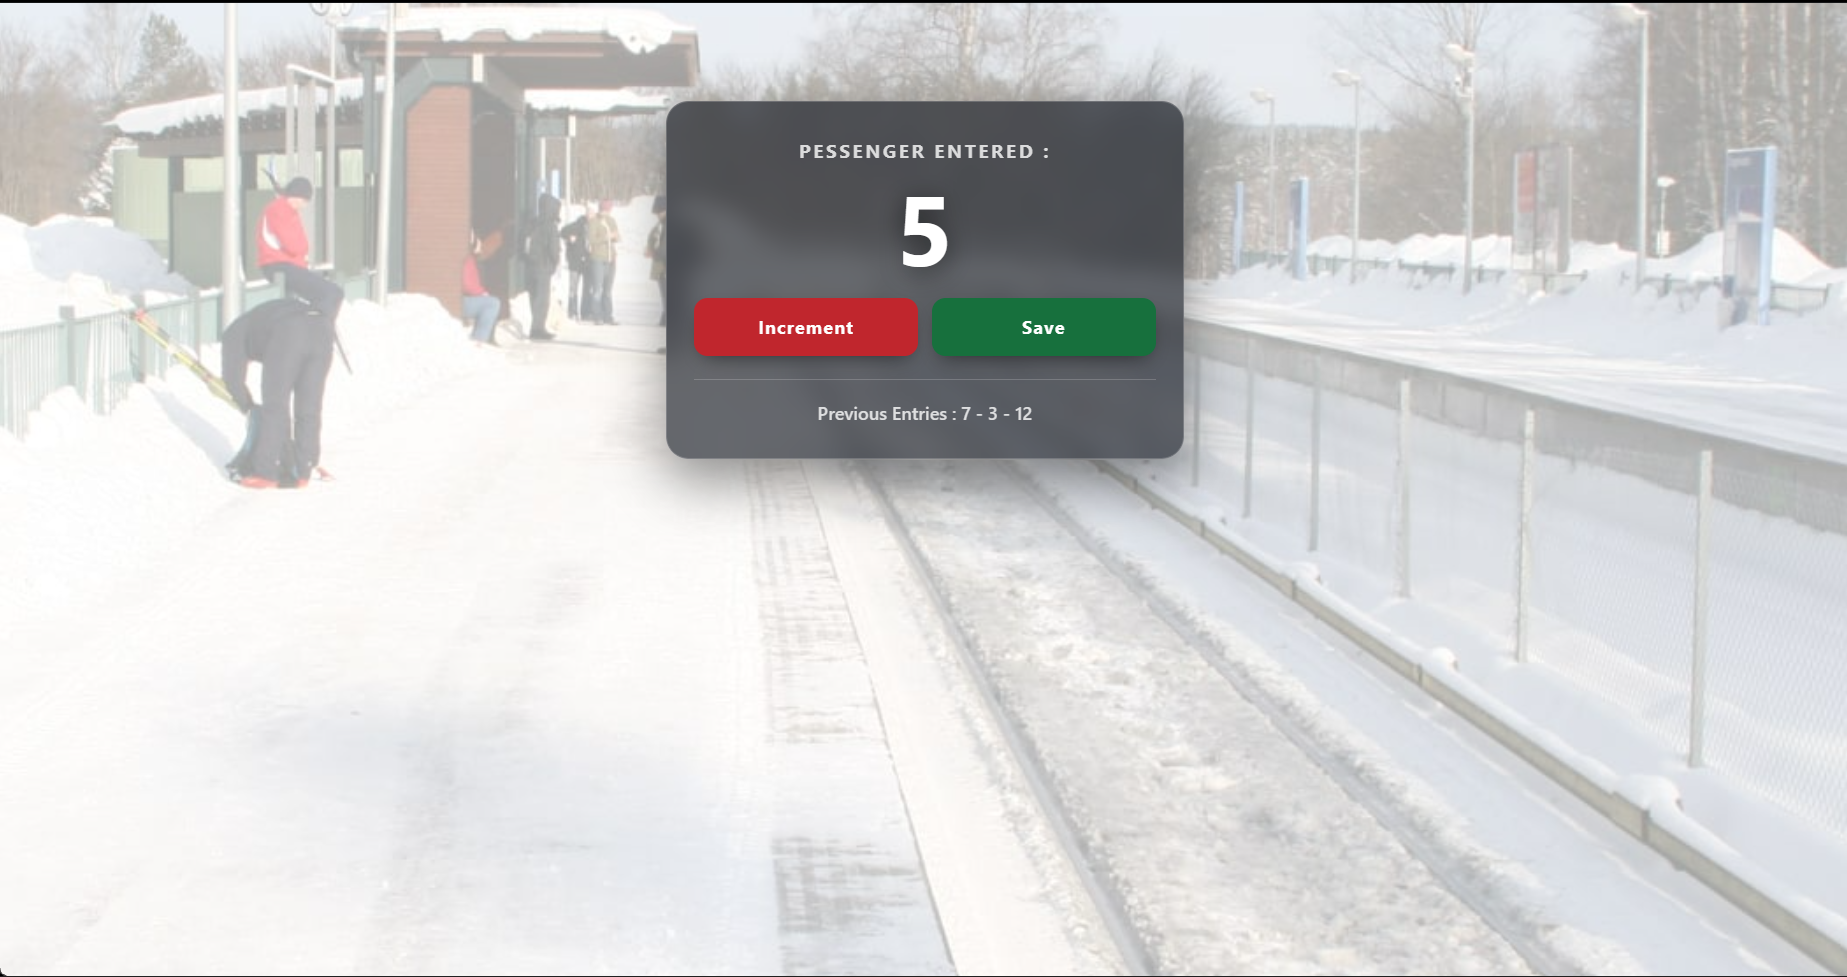 PESSENGER ENTERED :
5
Increment
Save
Previous Entries : 7 - 3 - 12